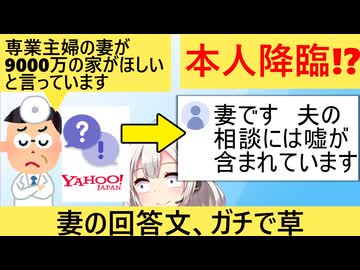 専業主婦の妻が
9000万の家がほしい
と言っています
本人降臨!?
?
!
YAHOO!
JAPAN
妻です　夫の
相談には嘘が
含まれています
妻の回答文、ガチで草